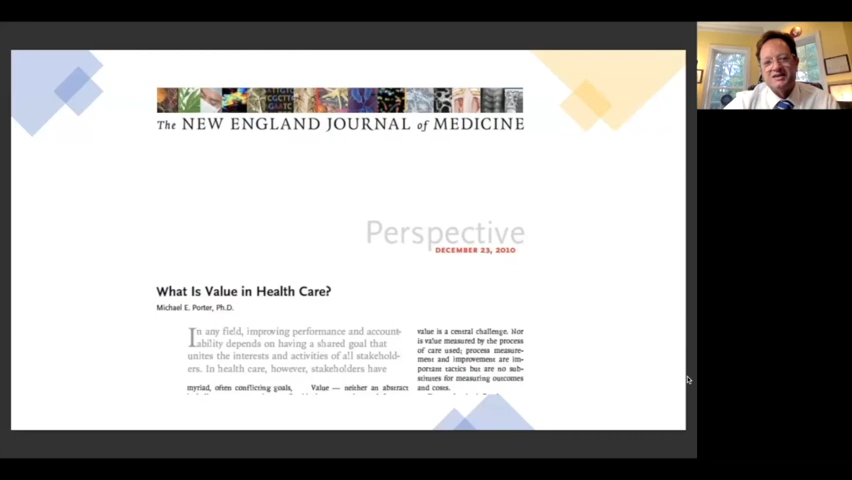 The NEW ENGLAND JOURNAL of MEDICINE
Perspective
DECEMBER 23, 2010
What Is Value in Health Care?
Michael E. Porter, Ph.D.
In any field, improving performance and account-
ability depends on having a shared goal that
unites the interests and activities of all stakehold-
ers. In health care, however, stakeholders have
myriad, often conflicting goals,
Value — neither an abstract
value is a central challenge. Nor
is value measured by the process
of care used; process measure-
ment and improvement are im-
portant tactics but are no sub-
stitutes for measuring outcomes
and costs.